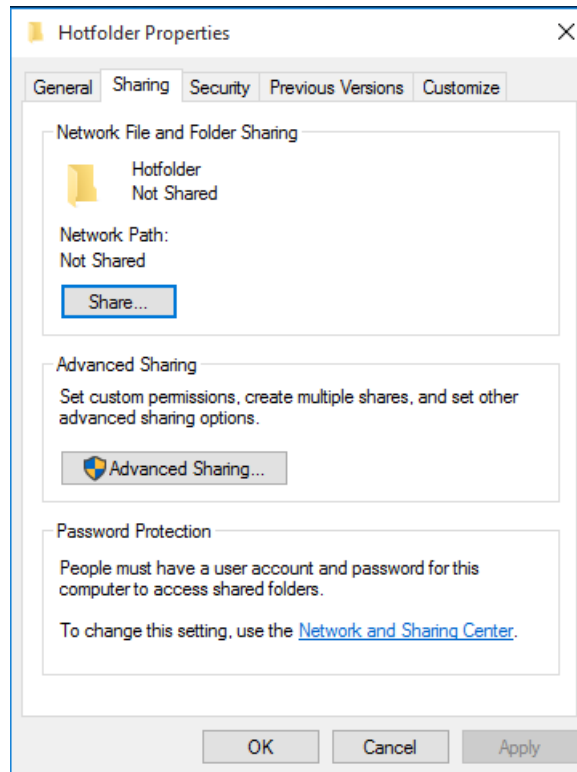 Hotfolder Properties
General Sharing Security Previous Versions Customize
Network File and Folder Sharing
Hotfolder
Not Shared
Network Path:
Not Shared
Share...
Advanced Sharing
Set custom permissions, create multiple shares, and set other
advanced sharing options.
Advanced Sharing...
Password Protection
People must have a user account and password for this
computer to access shared folders.
To change this setting, use the Network and Sharing Center.
OK Cancel Apply